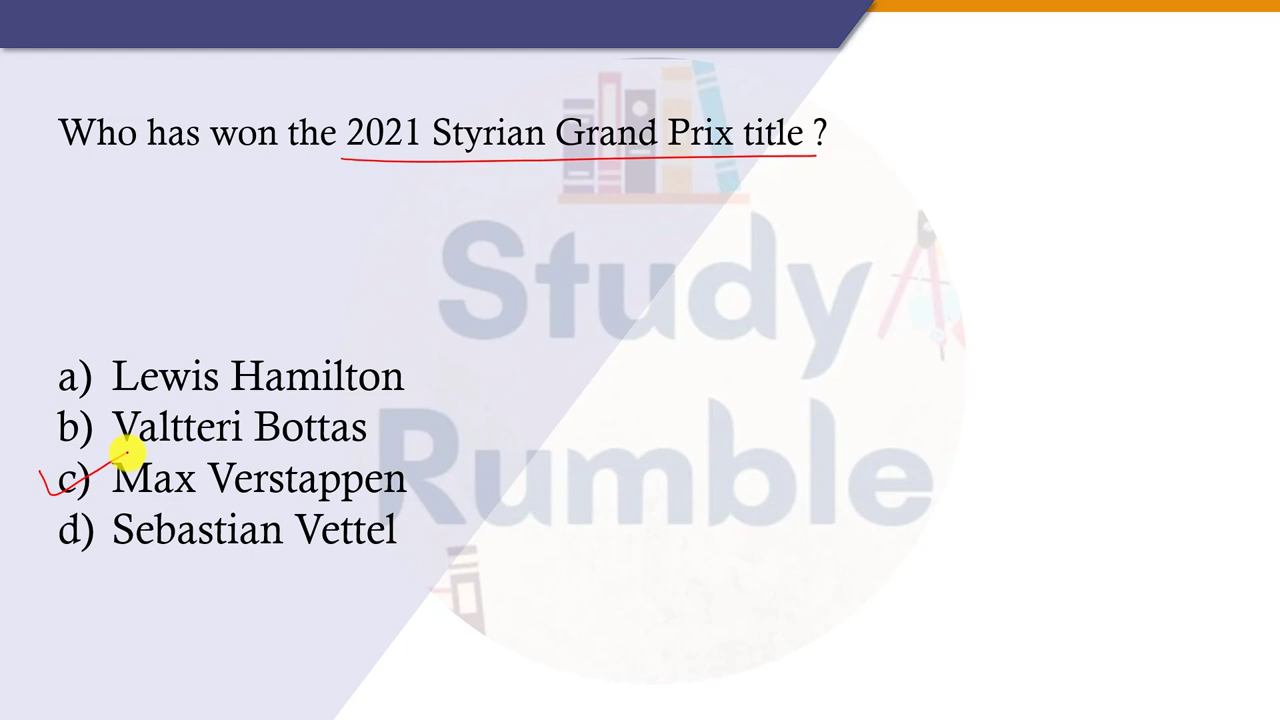 Who has won the 2021 Styrian Grand Prix title ?
Study
Rumble
a) Lewis Hamilton
b) Valtteri Bottas
c) Max Verstappen
d) Sebastian Vettel